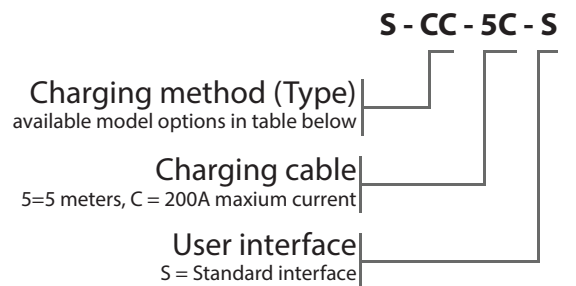 S - CC - 5C - S
Charging method (Type)
available model options in table below
Charging cable
5=5 meters, C = 200A maxium current
User interface
S = Standard interface